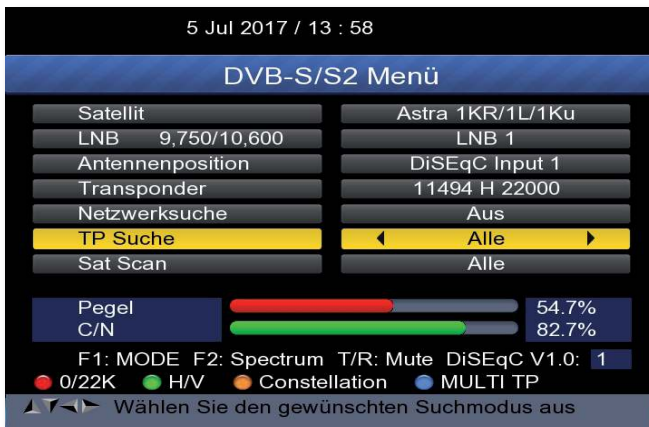 5 Jul 2017 / 13 : 58
DVB-S/S2 Menü
Satellit Astra 1KR/1L/1Ku
LNB 9,750/10,600 LNB 1
Antennenposition DiSEqC Input 1
Transponder 11494 H 22000
Netzwerksuche Aus
TP Suche Alle
Sat Scan Alle
Pegel 54.7%
C/N 82.7%
F1: MODE F2: Spectrum T/R: Mute DiSEqC V1.0: 1
0/22K H/V Constellation MULTI TP
Wählen Sie den gewünschten Suchmodus aus